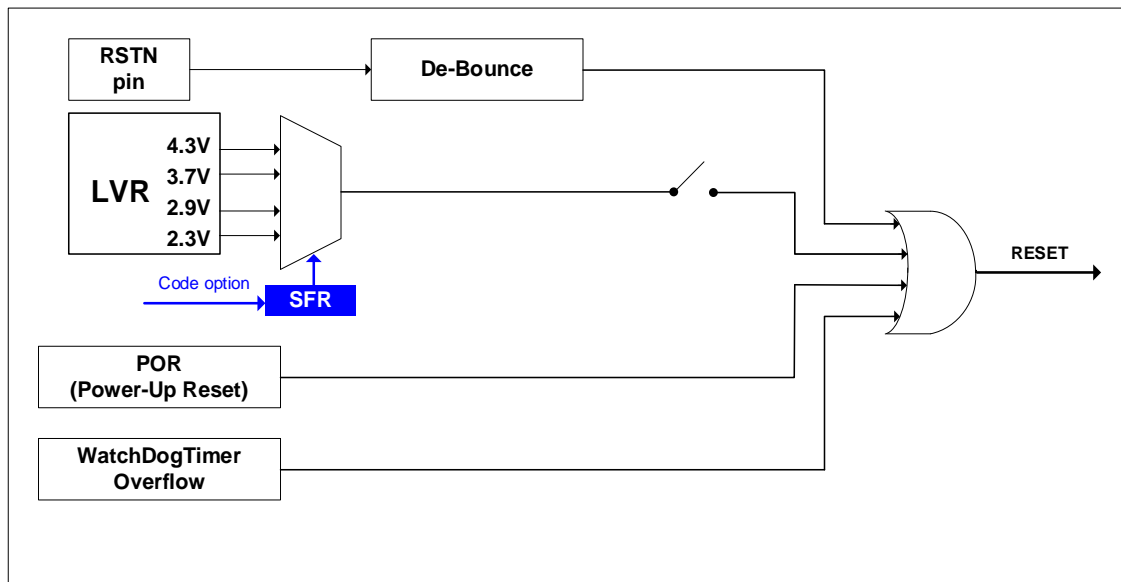 RSTN
pin
De-Bounce
LVR
4.3V
3.7V
2.9V
2.3V
Code option
SFR
RESET
POR
(Power-Up Reset)
WatchDogTimer
Overflow